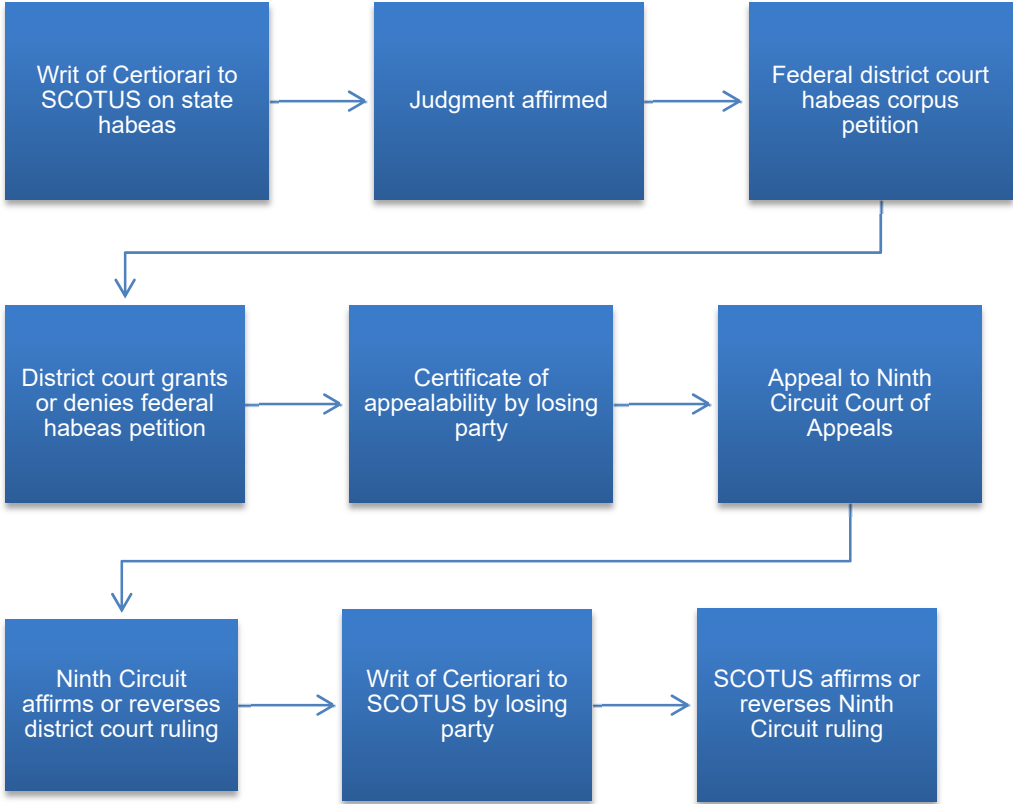 Writ of Certiorari to
SCOTUS on state
habeas
Judgment affirmed
Federal district court
habeas corpus
petition
District court grants
or denies federal
habeas petition
Certificate of
appealability by losing
party
Appeal to Ninth
Circuit Court of
Appeals
Ninth Circuit
affirms or reverses
district court ruling
Writ of Certiorari to
SCOTUS by losing
party
SCOTUS affirms or
reverses Ninth
Circuit ruling